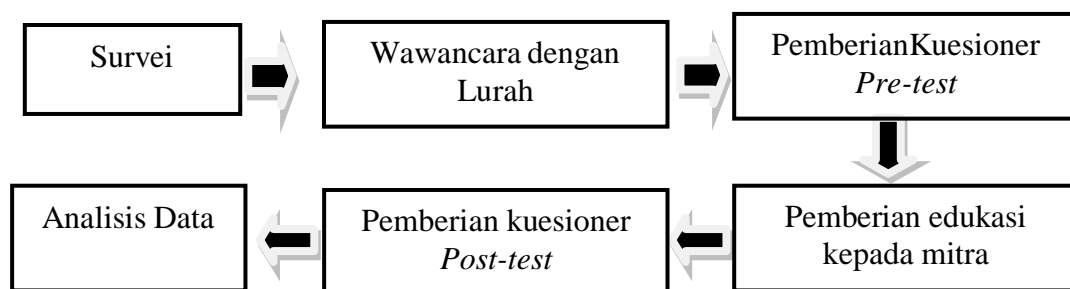 Survei
Wawancara dengan
Lurah
PemberianKuesioner
Pre-test
Pemberian edukasi
kepada mitra
Pemberian kuesioner
Post-test
Analisis Data